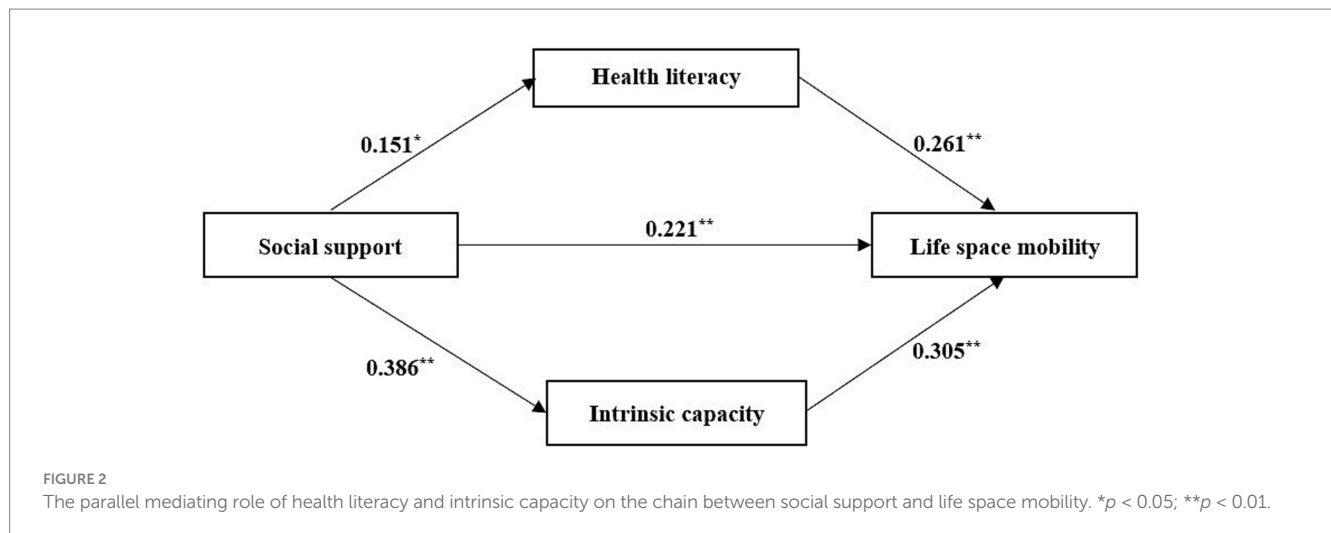 Health literacy
0.151*
0.261**
Social support
0.221**
Life space mobility
0.386**
0.305**
Intrinsic capacity
FIGURE 2
The parallel mediating role of health literacy and intrinsic capacity on the chain between social support and life space mobility. *p < 0.05; **p < 0.01.